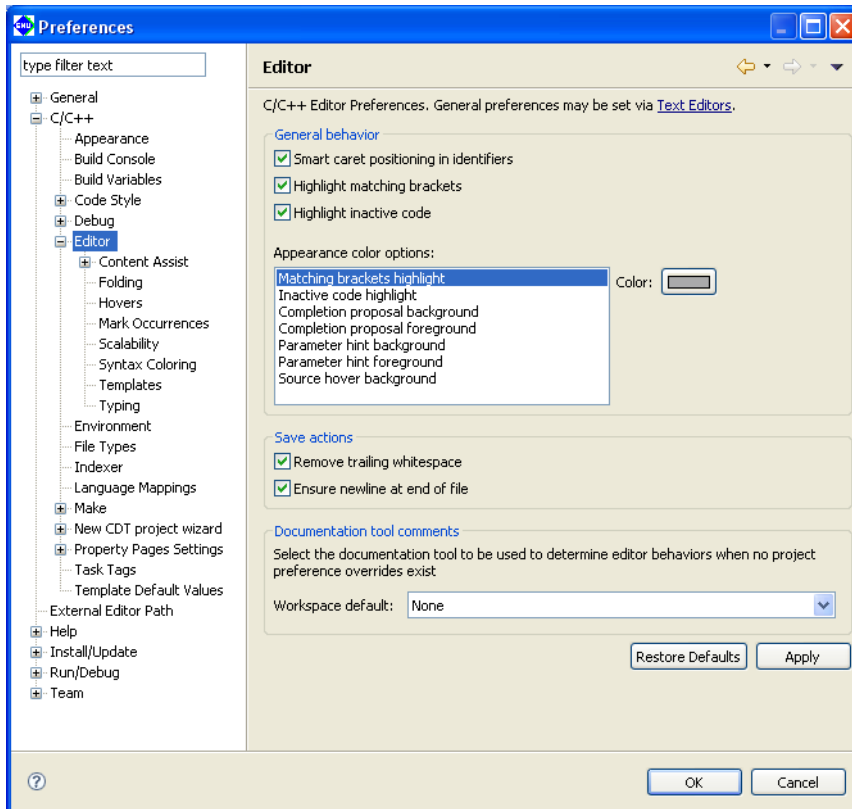 GNU Preferences
type filter text
General
C/C++
Appearance
Build Console
Build Variables
Code Style
Debug
Editor
Content Assist
Folding
Hovers
Mark Occurrences
Scalability
Syntax Coloring
Templates
Typing
Environment
File Types
Indexer
Language Mappings
Make
New CDT project wizard
Property Pages Settings
Task Tags
Template Default Values
External Editor Path
Help
Install/Update
Run/Debug
Team
Editor
C/C++ Editor Preferences. General preferences may be set via Text Editors.
General behavior
Smart caret positioning in identifiers
Highlight matching brackets
Highlight inactive code
Appearance color options:
Matching brackets highlight
Inactive code highlight
Completion proposal background
Completion proposal foreground
Parameter hint background
Parameter hint foreground
Source hover background
Color:
Save actions
Remove trailing whitespace
Ensure newline at end of file
Documentation tool comments
Select the documentation tool to be used to determine editor behaviors when no project
preference overrides exist
Workspace default: None
Restore Defaults Apply
? OK Cancel